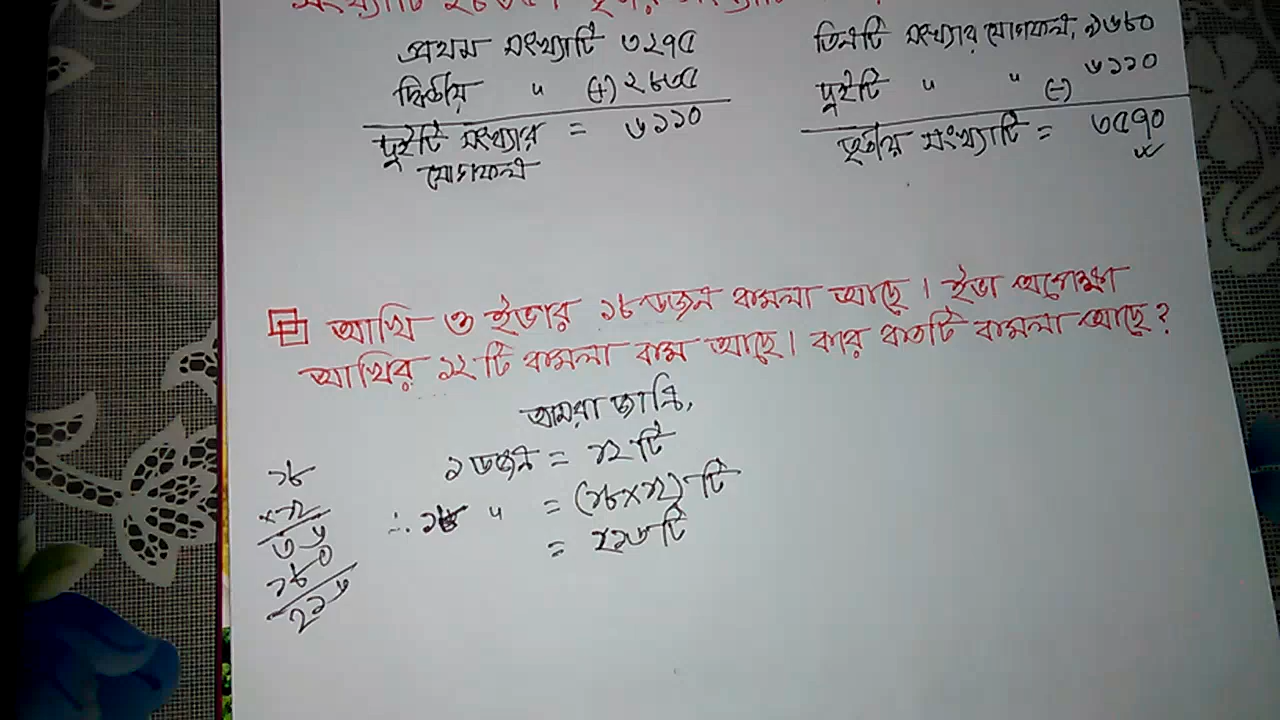 সংখ্যাটি ২৮৩৫।
প্রথম সংখ্যাটি ৩২৭৫
দ্বিতীয় " (+) ২৮৩৫
দুইটি সংখ্যার = ৬১১০
যোগফল
তিনটি সংখ্যার যোগফল, ৯৬৮০
দুইটি " " (-) ৬১১০
তৃতীয় সংখ্যাটি = ৩৫৭০
আখি ও ইভার ১৮ ডজন কমলা আছে। ইভা অপেক্ষা
আখির ১২টি কমলা কম আছে। কার কতটি কমলা আছে?
আমরা জানি,
১ ডজন = ১২টি
∴ ১৮ " = (১৮×১২) টি
= ২১৬টি
১৮
×১২
৩৬
১৮০
২১৬